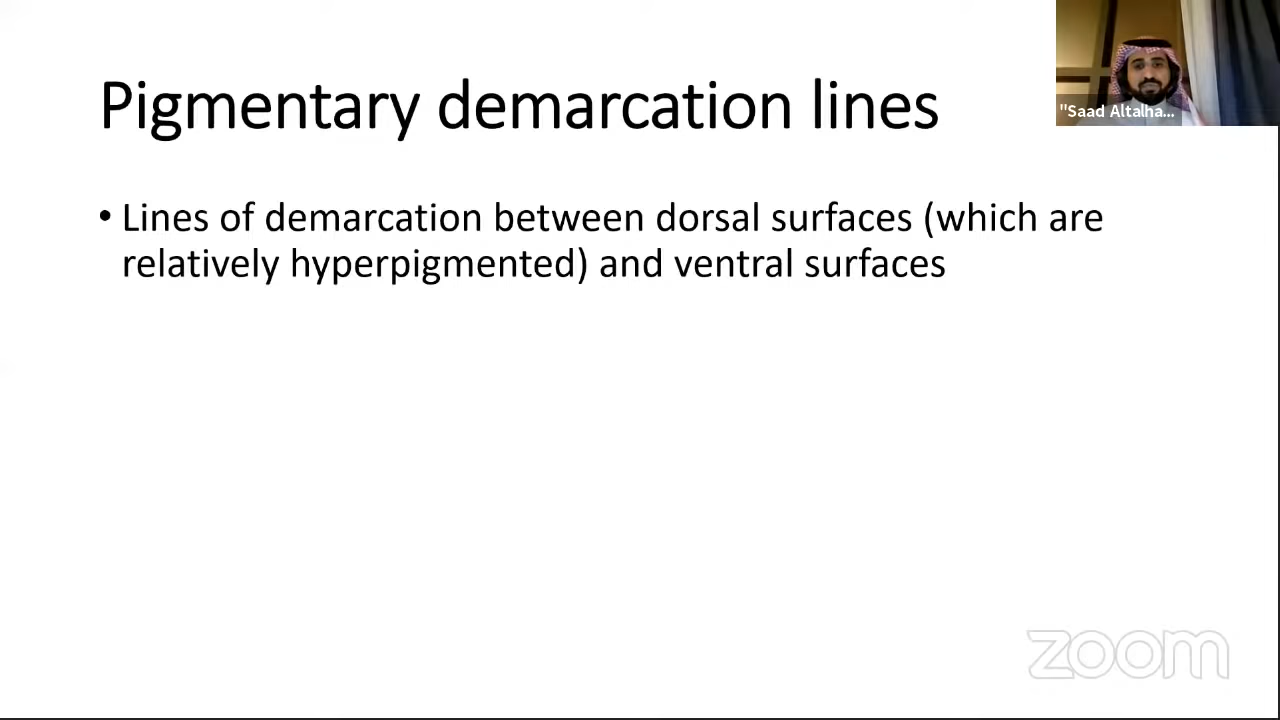 Pigmentary demarcation lines
"Saad Altalha...
• Lines of demarcation between dorsal surfaces (which are
relatively hyperpigmented) and ventral surfaces
zoom